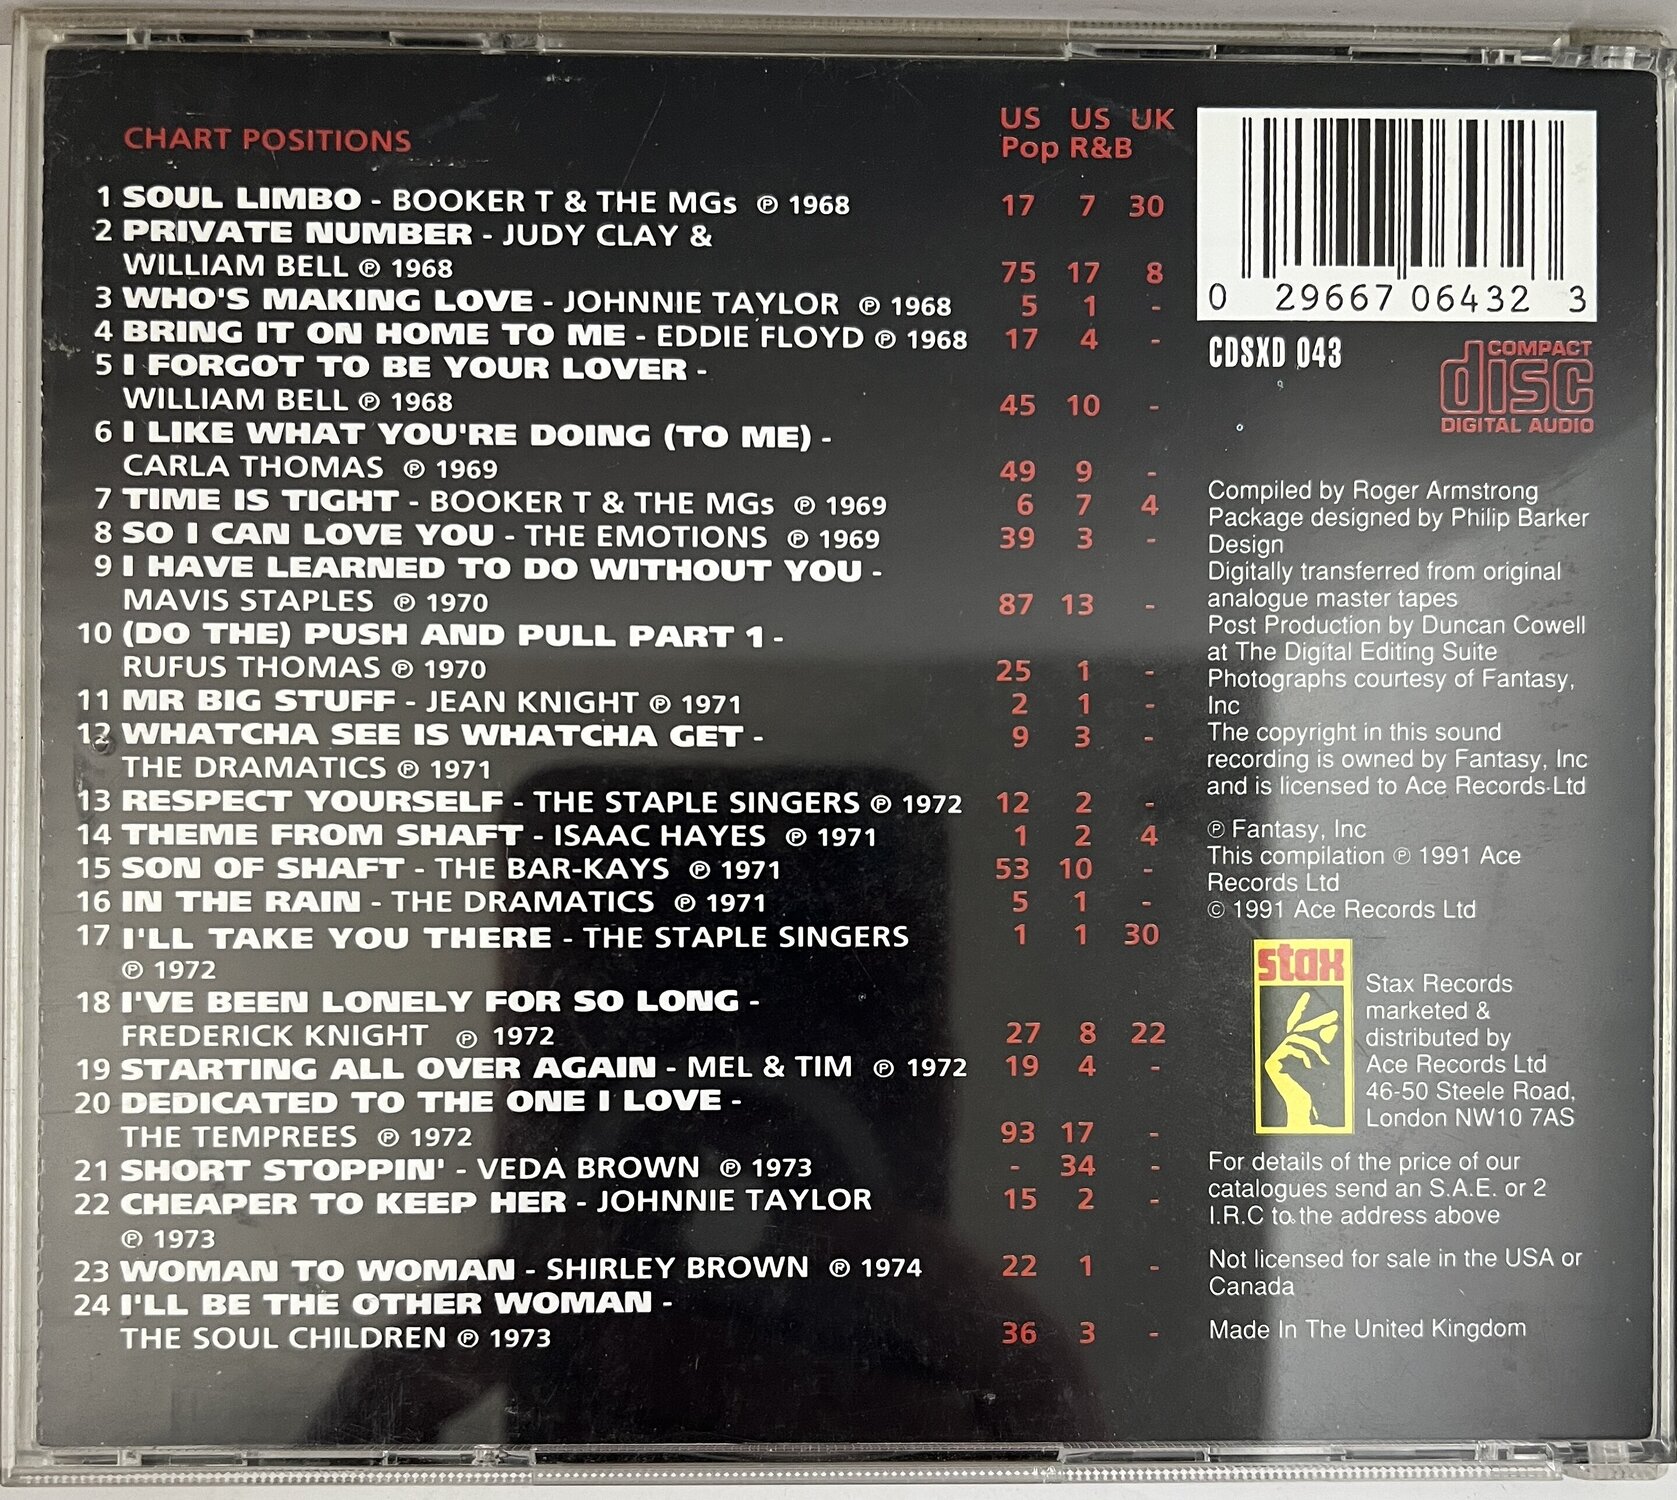 CHART POSITIONS
US US UK
Pop R&B
1 SOUL LIMBO - BOOKER T & THE MGs ℗ 1968 17 7 30
2 PRIVATE NUMBER - JUDY CLAY &
WILLIAM BELL ℗ 1968 75 17 8
3 WHO'S MAKING LOVE - JOHNNIE TAYLOR ℗ 1968 5 1 -
4 BRING IT ON HOME TO ME - EDDIE FLOYD ℗ 1968 17 4 -
5 I FORGOT TO BE YOUR LOVER -
WILLIAM BELL ℗ 1968 45 10 -
6 I LIKE WHAT YOU'RE DOING (TO ME) -
CARLA THOMAS ℗ 1969 49 9 -
7 TIME IS TIGHT - BOOKER T & THE MGs ℗ 1969 6 7 4
8 SO I CAN LOVE YOU - THE EMOTIONS ℗ 1969 39 3 -
9 I HAVE LEARNED TO DO WITHOUT YOU -
MAVIS STAPLES ℗ 1970 87 13 -
10 (DO THE) PUSH AND PULL PART 1 -
RUFUS THOMAS ℗ 1970 25 1 -
11 MR BIG STUFF - JEAN KNIGHT ℗ 1971 2 1 -
12 WHATCHA SEE IS WHATCHA GET - 9 3 -
THE DRAMATICS ℗ 1971
13 RESPECT YOURSELF - THE STAPLE SINGERS ℗ 1972 12 2 -
14 THEME FROM SHAFT - ISAAC HAYES ℗ 1971 1 2 4
15 SON OF SHAFT - THE BAR-KAYS ℗ 1971 53 10 -
16 IN THE RAIN - THE DRAMATICS ℗ 1971 5 1 -
17 I'LL TAKE YOU THERE - THE STAPLE SINGERS 1 1 30
℗ 1972
18 I'VE BEEN LONELY FOR SO LONG -
FREDERICK KNIGHT ℗ 1972 27 8 22
19 STARTING ALL OVER AGAIN - MEL & TIM ℗ 1972 19 4 -
20 DEDICATED TO THE ONE I LOVE -
THE TEMPREES ℗ 1972 93 17 -
21 SHORT STOPPIN' - VEDA BROWN ℗ 1973 - 34 -
22 CHEAPER TO KEEP HER - JOHNNIE TAYLOR 15 2 -
℗ 1973
23 WOMAN TO WOMAN - SHIRLEY BROWN ℗ 1974 22 1 -
24 I'LL BE THE OTHER WOMAN -
THE SOUL CHILDREN ℗ 1973 36 3 -
0 29667 06432 3
CDSXD 043
COMPACT
disc
DIGITAL AUDIO
Compiled by Roger Armstrong
Package designed by Philip Barker
Design
Digitally transferred from original
analogue master tapes
Post Production by Duncan Cowell
at The Digital Editing Suite
Photographs courtesy of Fantasy,
Inc
The copyright in this sound
recording is owned by Fantasy, Inc
and is licensed to Ace Records Ltd
℗ Fantasy, Inc
This compilation ℗ 1991 Ace
Records Ltd
© 1991 Ace Records Ltd
stax
Stax Records
marketed &
distributed by
Ace Records Ltd
46-50 Steele Road,
London NW10 7AS
For details of the price of our
catalogues send an S.A.E. or 2
I.R.C to the address above
Not licensed for sale in the USA or
Canada
Made In The United Kingdom